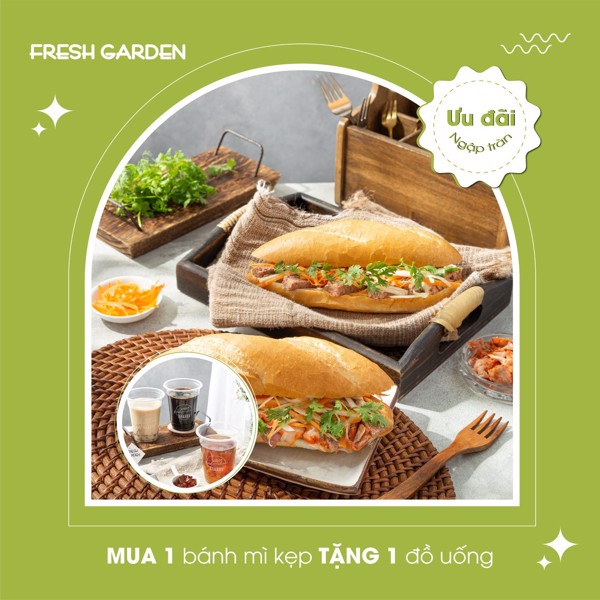 FRESH GARDEN
Ưu đãi
Ngập tràn
MUA 1 bánh mì kẹp TẶNG 1 đồ uống